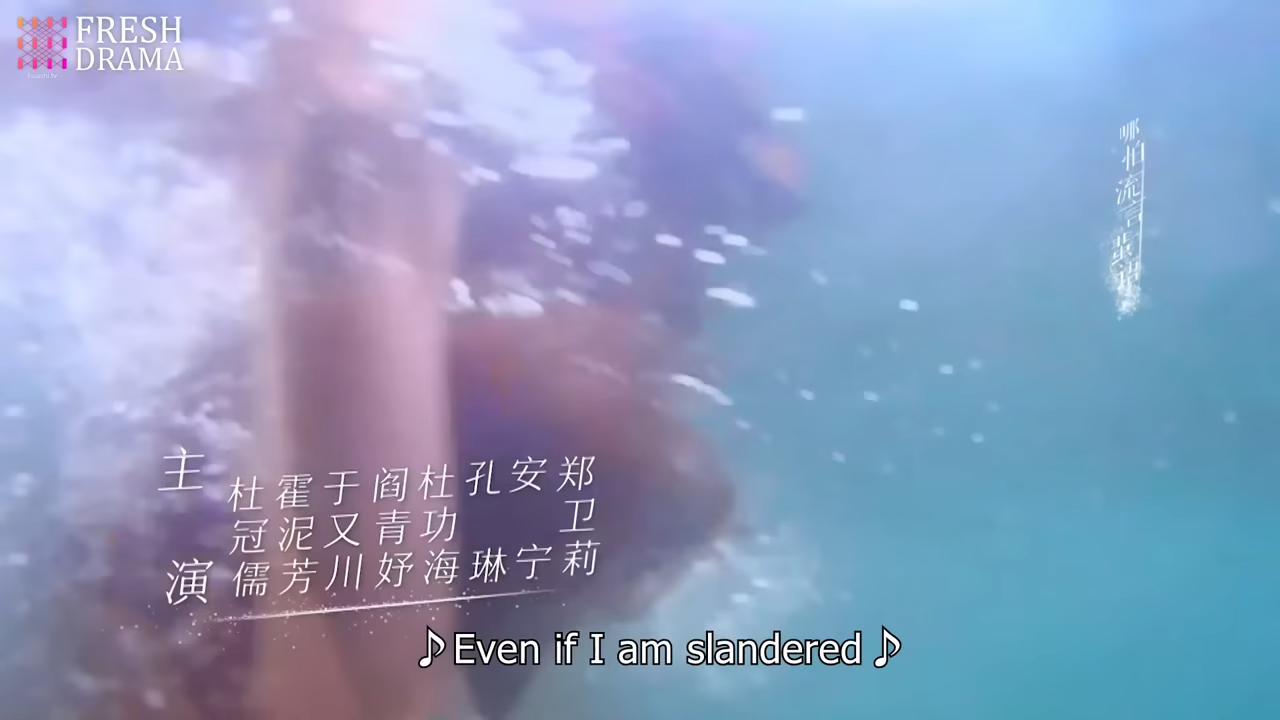 FRESH
DRAMA
哪怕流言蜚语
主演
杜冠儒
霍泥芳
于又川
阎青妤
杜功海
孔琳
安宁
郑卫莉
♪Even if I am slandered♪